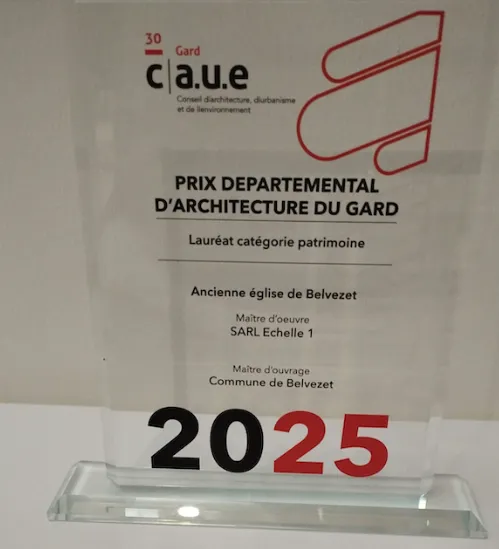 30
Gard
c|a.u.e
Conseil d'architecture, d'urbanisme
et de l'environnement
PRIX DEPARTEMENTAL
D'ARCHITECTURE DU GARD
Lauréat catégorie patrimoine
Ancienne église de Belvezet
Maître d'oeuvre
SARL Echelle 1
Maître d'ouvrage
Commune de Belvezet
2025